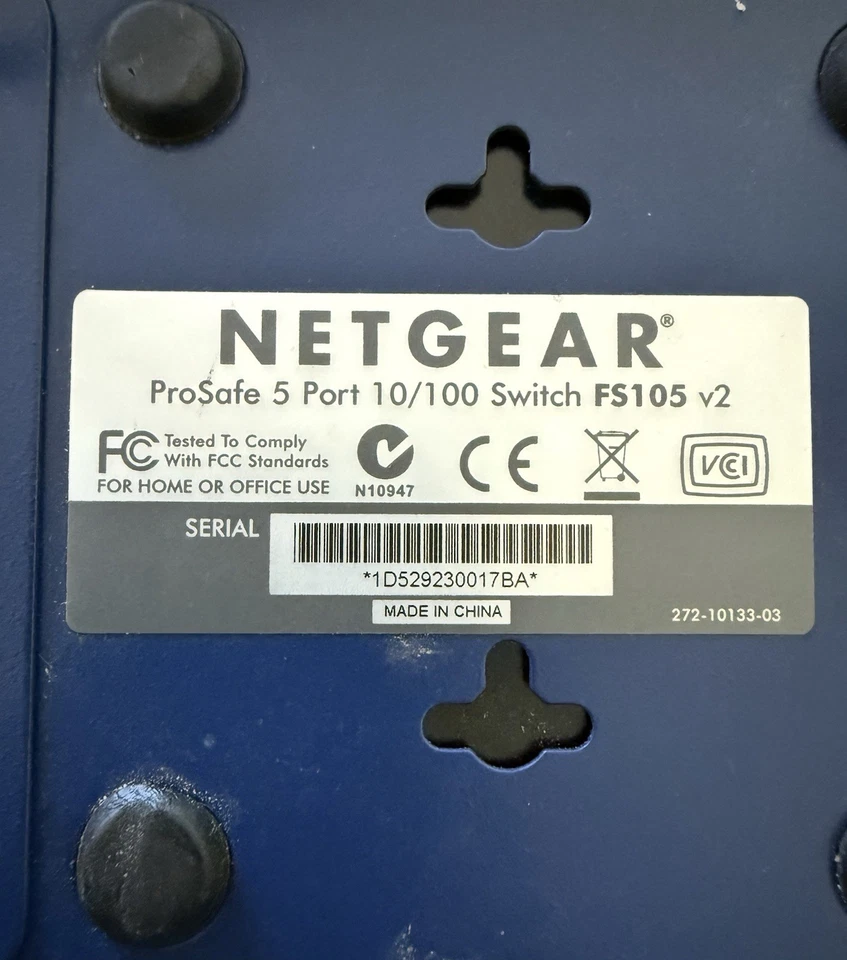 NETGEAR®
ProSafe 5 Port 10/100 Switch FS105 v2
FC Tested To Comply
With FCC Standards
FOR HOME OR OFFICE USE
N10947
CE
VCI
SERIAL
*1D529230017BA*
MADE IN CHINA
272-10133-03